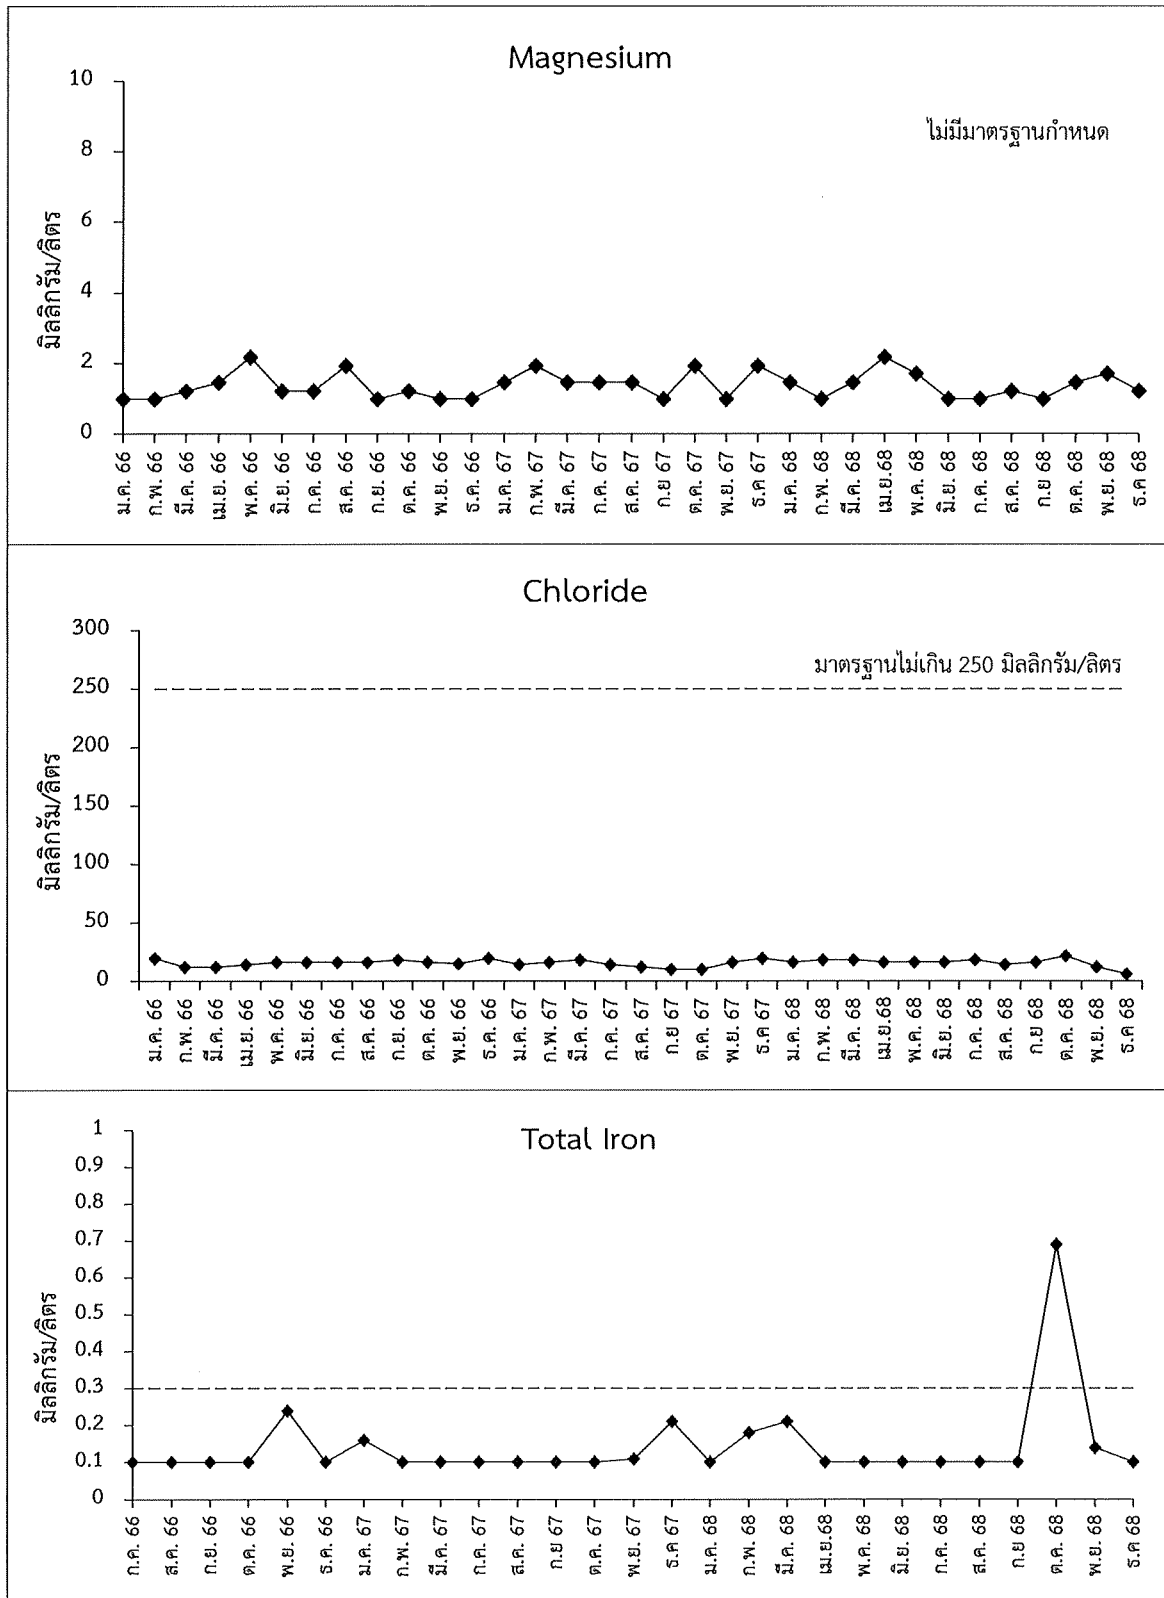 Magnesium
ไม่มีมาตรฐานกำหนด
มิลลิกรัม/ลิตร
10
8
6
4
2
0
ม.ค. 66
ก.พ. 66
มี.ค. 66
เม.ย. 66
พ.ค. 66
มิ.ย. 66
ก.ค. 66
ส.ค. 66
ก.ย. 66
ต.ค. 66
พ.ย. 66
ธ.ค. 66
ม.ค. 67
ก.พ. 67
มี.ค. 67
ก.ค. 67
ส.ค. 67
ก.ย 67
ต.ค. 67
พ.ย. 67
ธ.ค 67
ม.ค. 68
ก.พ. 68
มี.ค. 68
เม.ย.68
พ.ค. 68
มิ.ย. 68
ก.ค. 68
ส.ค. 68
ก.ย 68
ต.ค. 68
พ.ย. 68
ธ.ค 68
Chloride
มาตรฐานไม่เกิน 250 มิลลิกรัม/ลิตร
มิลลิกรัม/ลิตร
300
250
200
150
100
50
0
ม.ค. 66
ก.พ. 66
มี.ค. 66
เม.ย. 66
พ.ค. 66
มิ.ย. 66
ก.ค. 66
ส.ค. 66
ก.ย. 66
ต.ค. 66
พ.ย. 66
ธ.ค. 66
ม.ค. 67
ก.พ. 67
มี.ค. 67
ก.ค. 67
ส.ค. 67
ก.ย 67
ต.ค. 67
พ.ย. 67
ธ.ค 67
ม.ค. 68
ก.พ. 68
มี.ค. 68
เม.ย.68
พ.ค. 68
มิ.ย. 68
ก.ค. 68
ส.ค. 68
ก.ย 68
ต.ค. 68
พ.ย. 68
ธ.ค 68
Total Iron
มิลลิกรัม/ลิตร
1
0.9
0.8
0.7
0.6
0.5
0.4
0.3
0.2
0.1
0
ก.ค. 66
ส.ค. 66
ก.ย. 66
ต.ค. 66
พ.ย. 66
ธ.ค. 66
ม.ค. 67
ก.พ. 67
มี.ค. 67
ก.ค. 67
ส.ค. 67
ก.ย 67
ต.ค. 67
พ.ย. 67
ธ.ค 67
ม.ค. 68
ก.พ. 68
มี.ค. 68
เม.ย.68
พ.ค. 68
มิ.ย. 68
ก.ค. 68
ส.ค. 68
ก.ย 68
ต.ค. 68
พ.ย. 68
ธ.ค 68